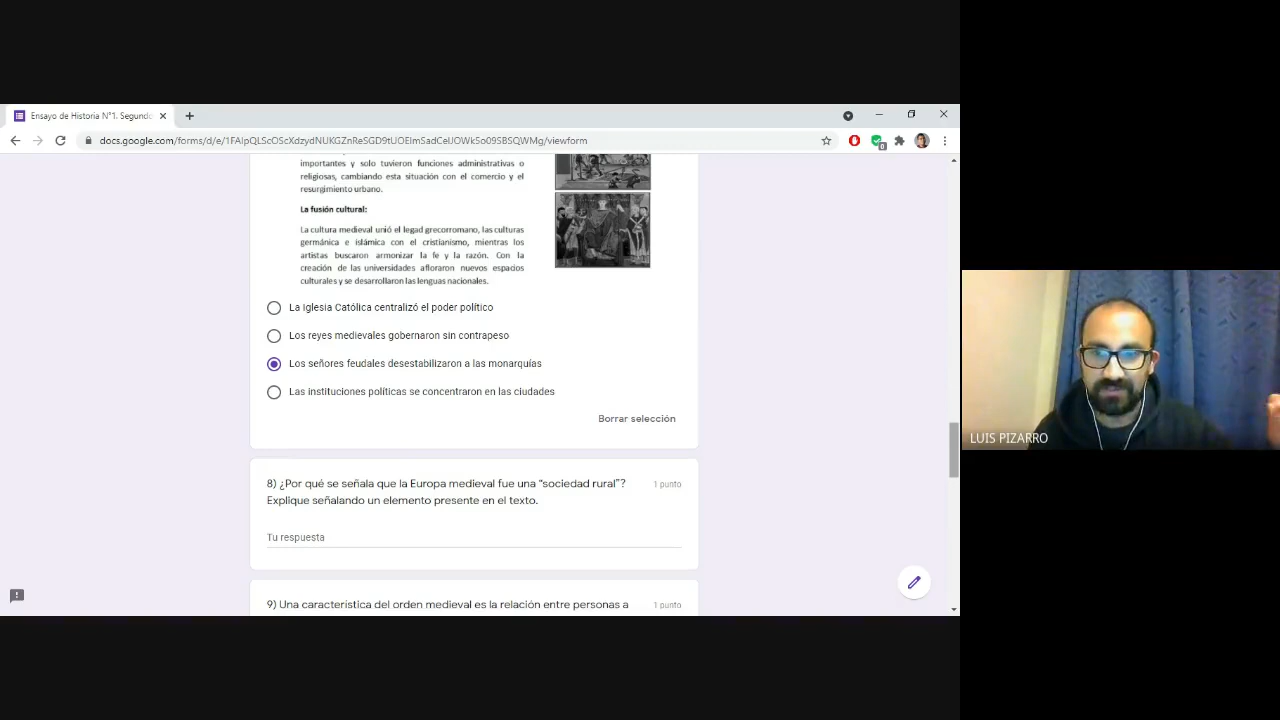 Ensayo de Historia N°1. Segundo
docs.google.com/forms/d/e/1FAIpQLScOScXdzydNUKGZnReSGD9tUOEImSadCeIJOWk5o09SBSQWMg/viewform
importantes y solo tuvieron funciones administrativas o
religiosas, cambiando esta situación con el comercio y el
resurgimiento urbano.
La fusión cultural:
La cultura medieval unió el legad grecorromano, las culturas
germánica e islámica con el cristianismo, mientras los
artistas buscaron armonizar la fe y la razón. Con la
creación de las universidades afloraron nuevos espacios
culturales y se desarrollaron las lenguas nacionales.
La iglesia Católica centralizó el poder político
Los reyes medievales gobernaron sin contrapeso
Los señores feudales desestabilizaron a las monarquías
Las instituciones políticas se concentraron en las ciudades
Borrar selección
8) ¿Por qué se señala que la Europa medieval fue una “sociedad rural”? 1 punto
Explique señalando un elemento presente en el texto.
Tu respuesta
9) Una característica del orden medieval es la relación entre personas a 1 punto
LUIS PIZARRO